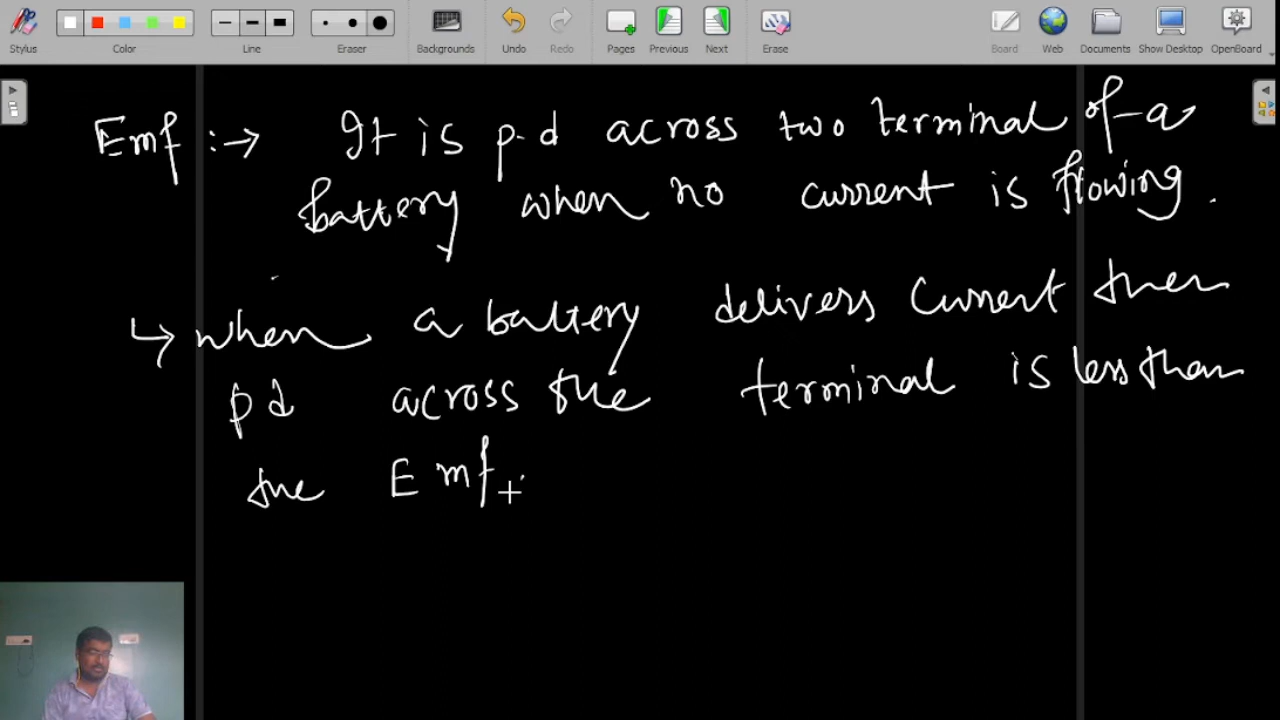 Stylus Color Line Eraser Backgrounds Undo Redo Pages Previous Next Erase Board Web Documents Show Desktop OpenBoard
Emf :→ It is p.d across two terminal of a
battery when no current is flowing.
↳ when a battery delivers current then
pd across the terminal is less than
the Emf